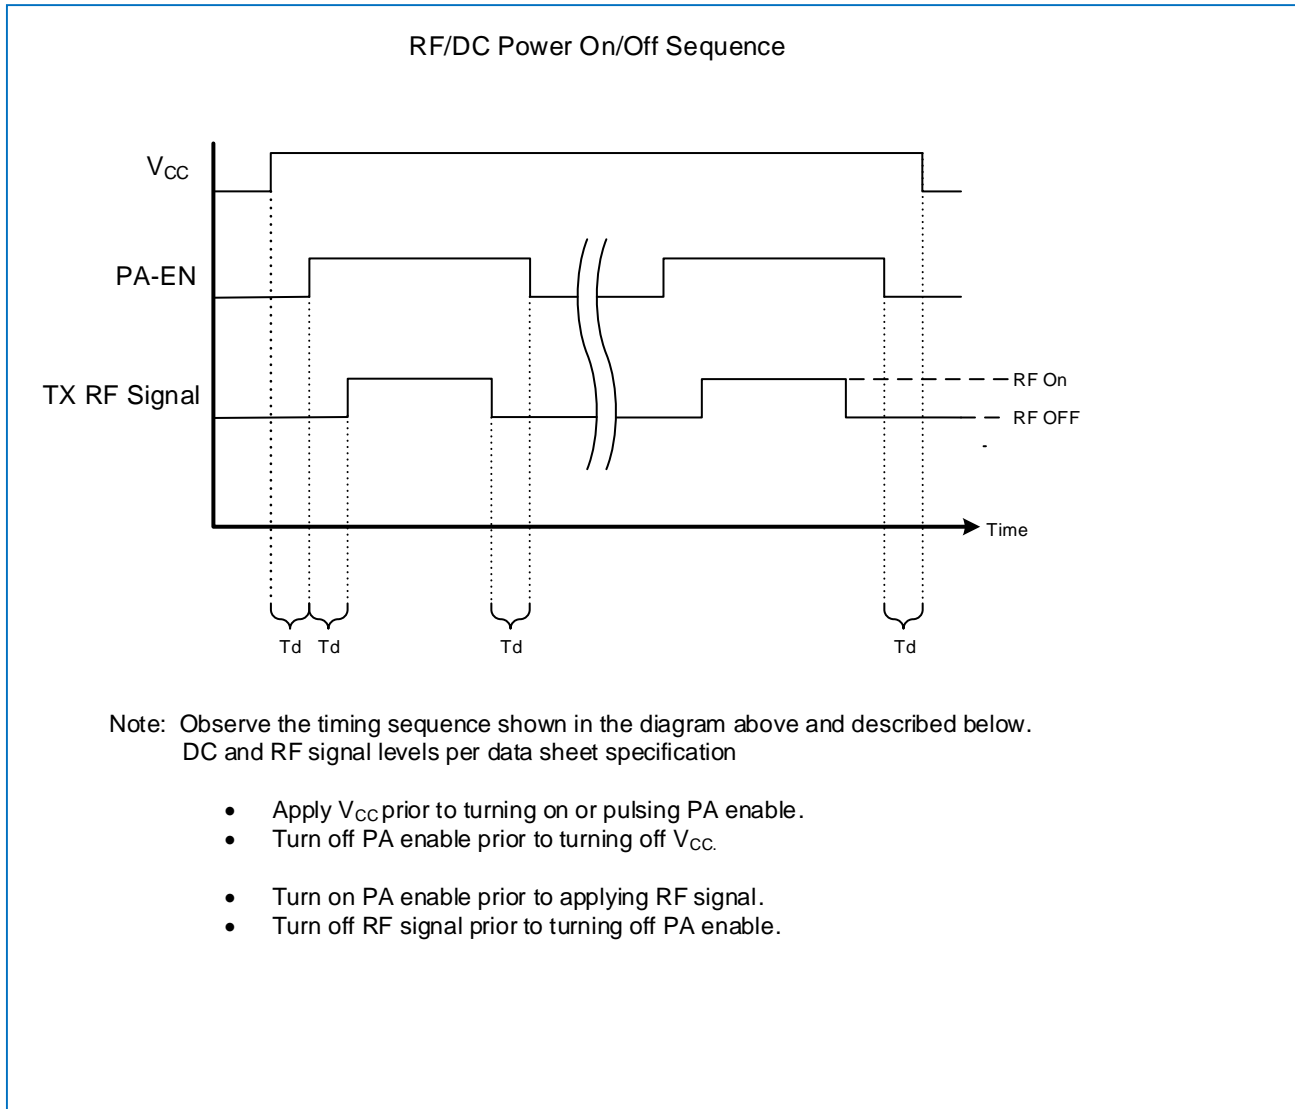 RF/DC Power On/Off Sequence
V_CC
PA-EN
TX RF Signal
RF On
RF OFF
-
Time
Td Td Td Td
Note: Observe the timing sequence shown in the diagram above and described below.
DC and RF signal levels per data sheet specification
• Apply V_CC prior to turning on or pulsing PA enable.
• Turn off PA enable prior to turning off V_CC.
• Turn on PA enable prior to applying RF signal.
• Turn off RF signal prior to turning off PA enable.